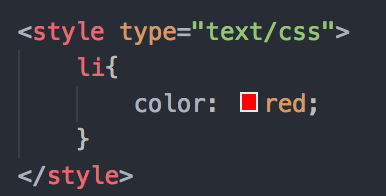 <style type="text/css">
li{
color: red;
}
</style>